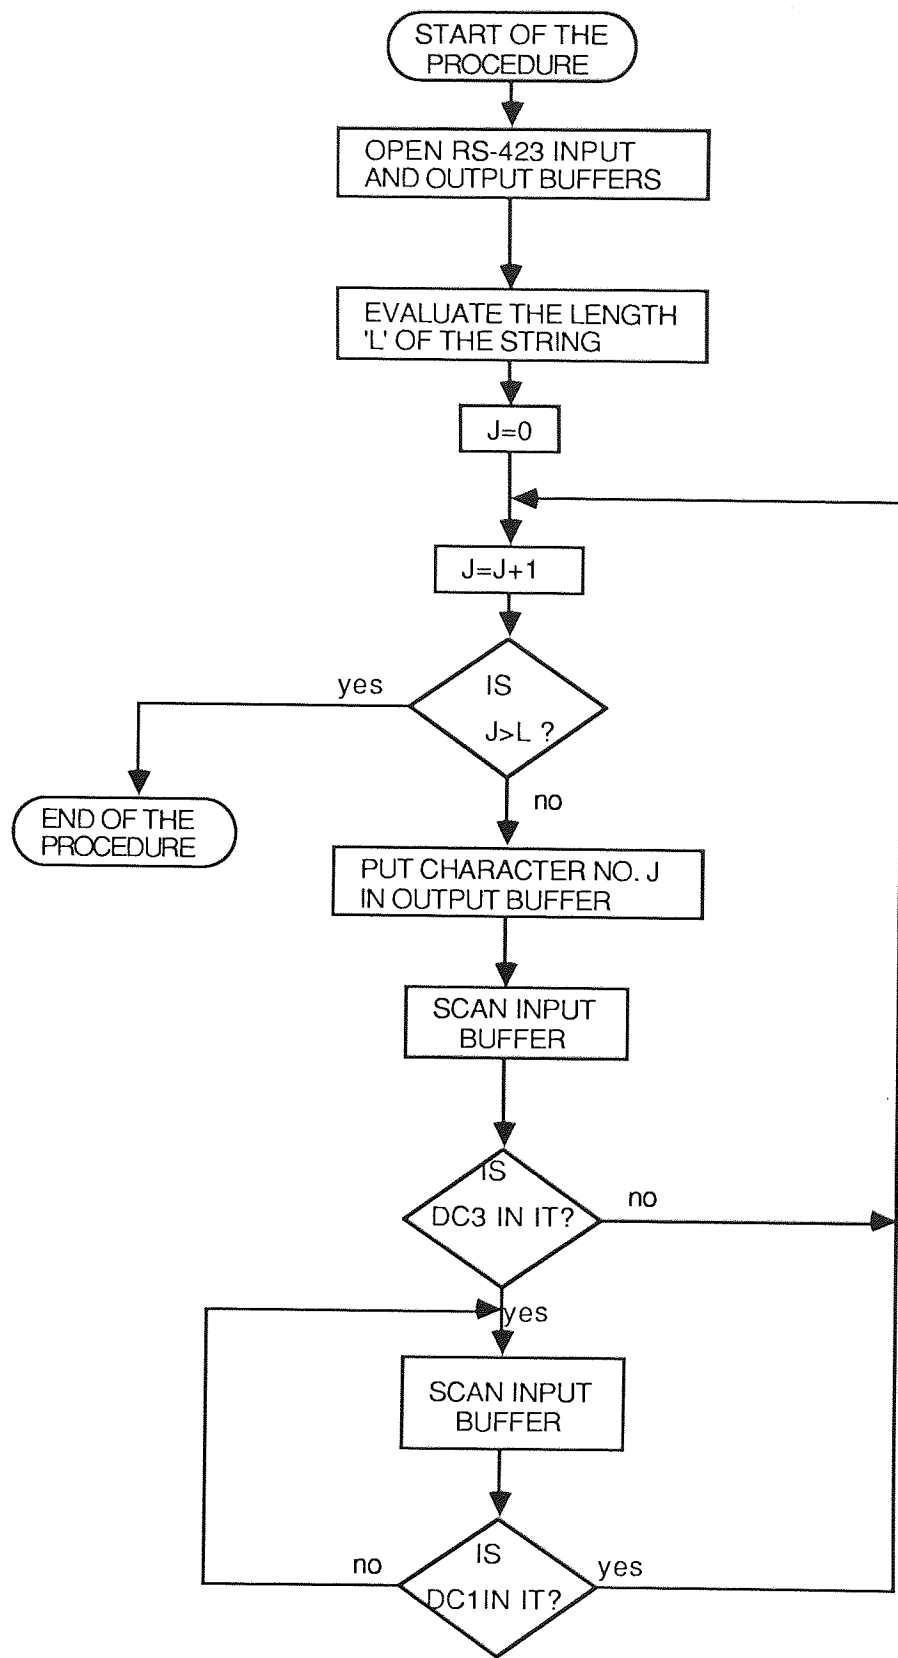 START OF THE
PROCEDURE
OPEN RS-423 INPUT
AND OUTPUT BUFFERS
EVALUATE THE LENGTH
'L' OF THE STRING
J=0
J=J+1
IS
J>L ?
yes
no
END OF THE
PROCEDURE
PUT CHARACTER NO. J
IN OUTPUT BUFFER
SCAN INPUT
BUFFER
IS
DC3 IN IT?
no
yes
SCAN INPUT
BUFFER
IS
DC1IN IT?
no
yes